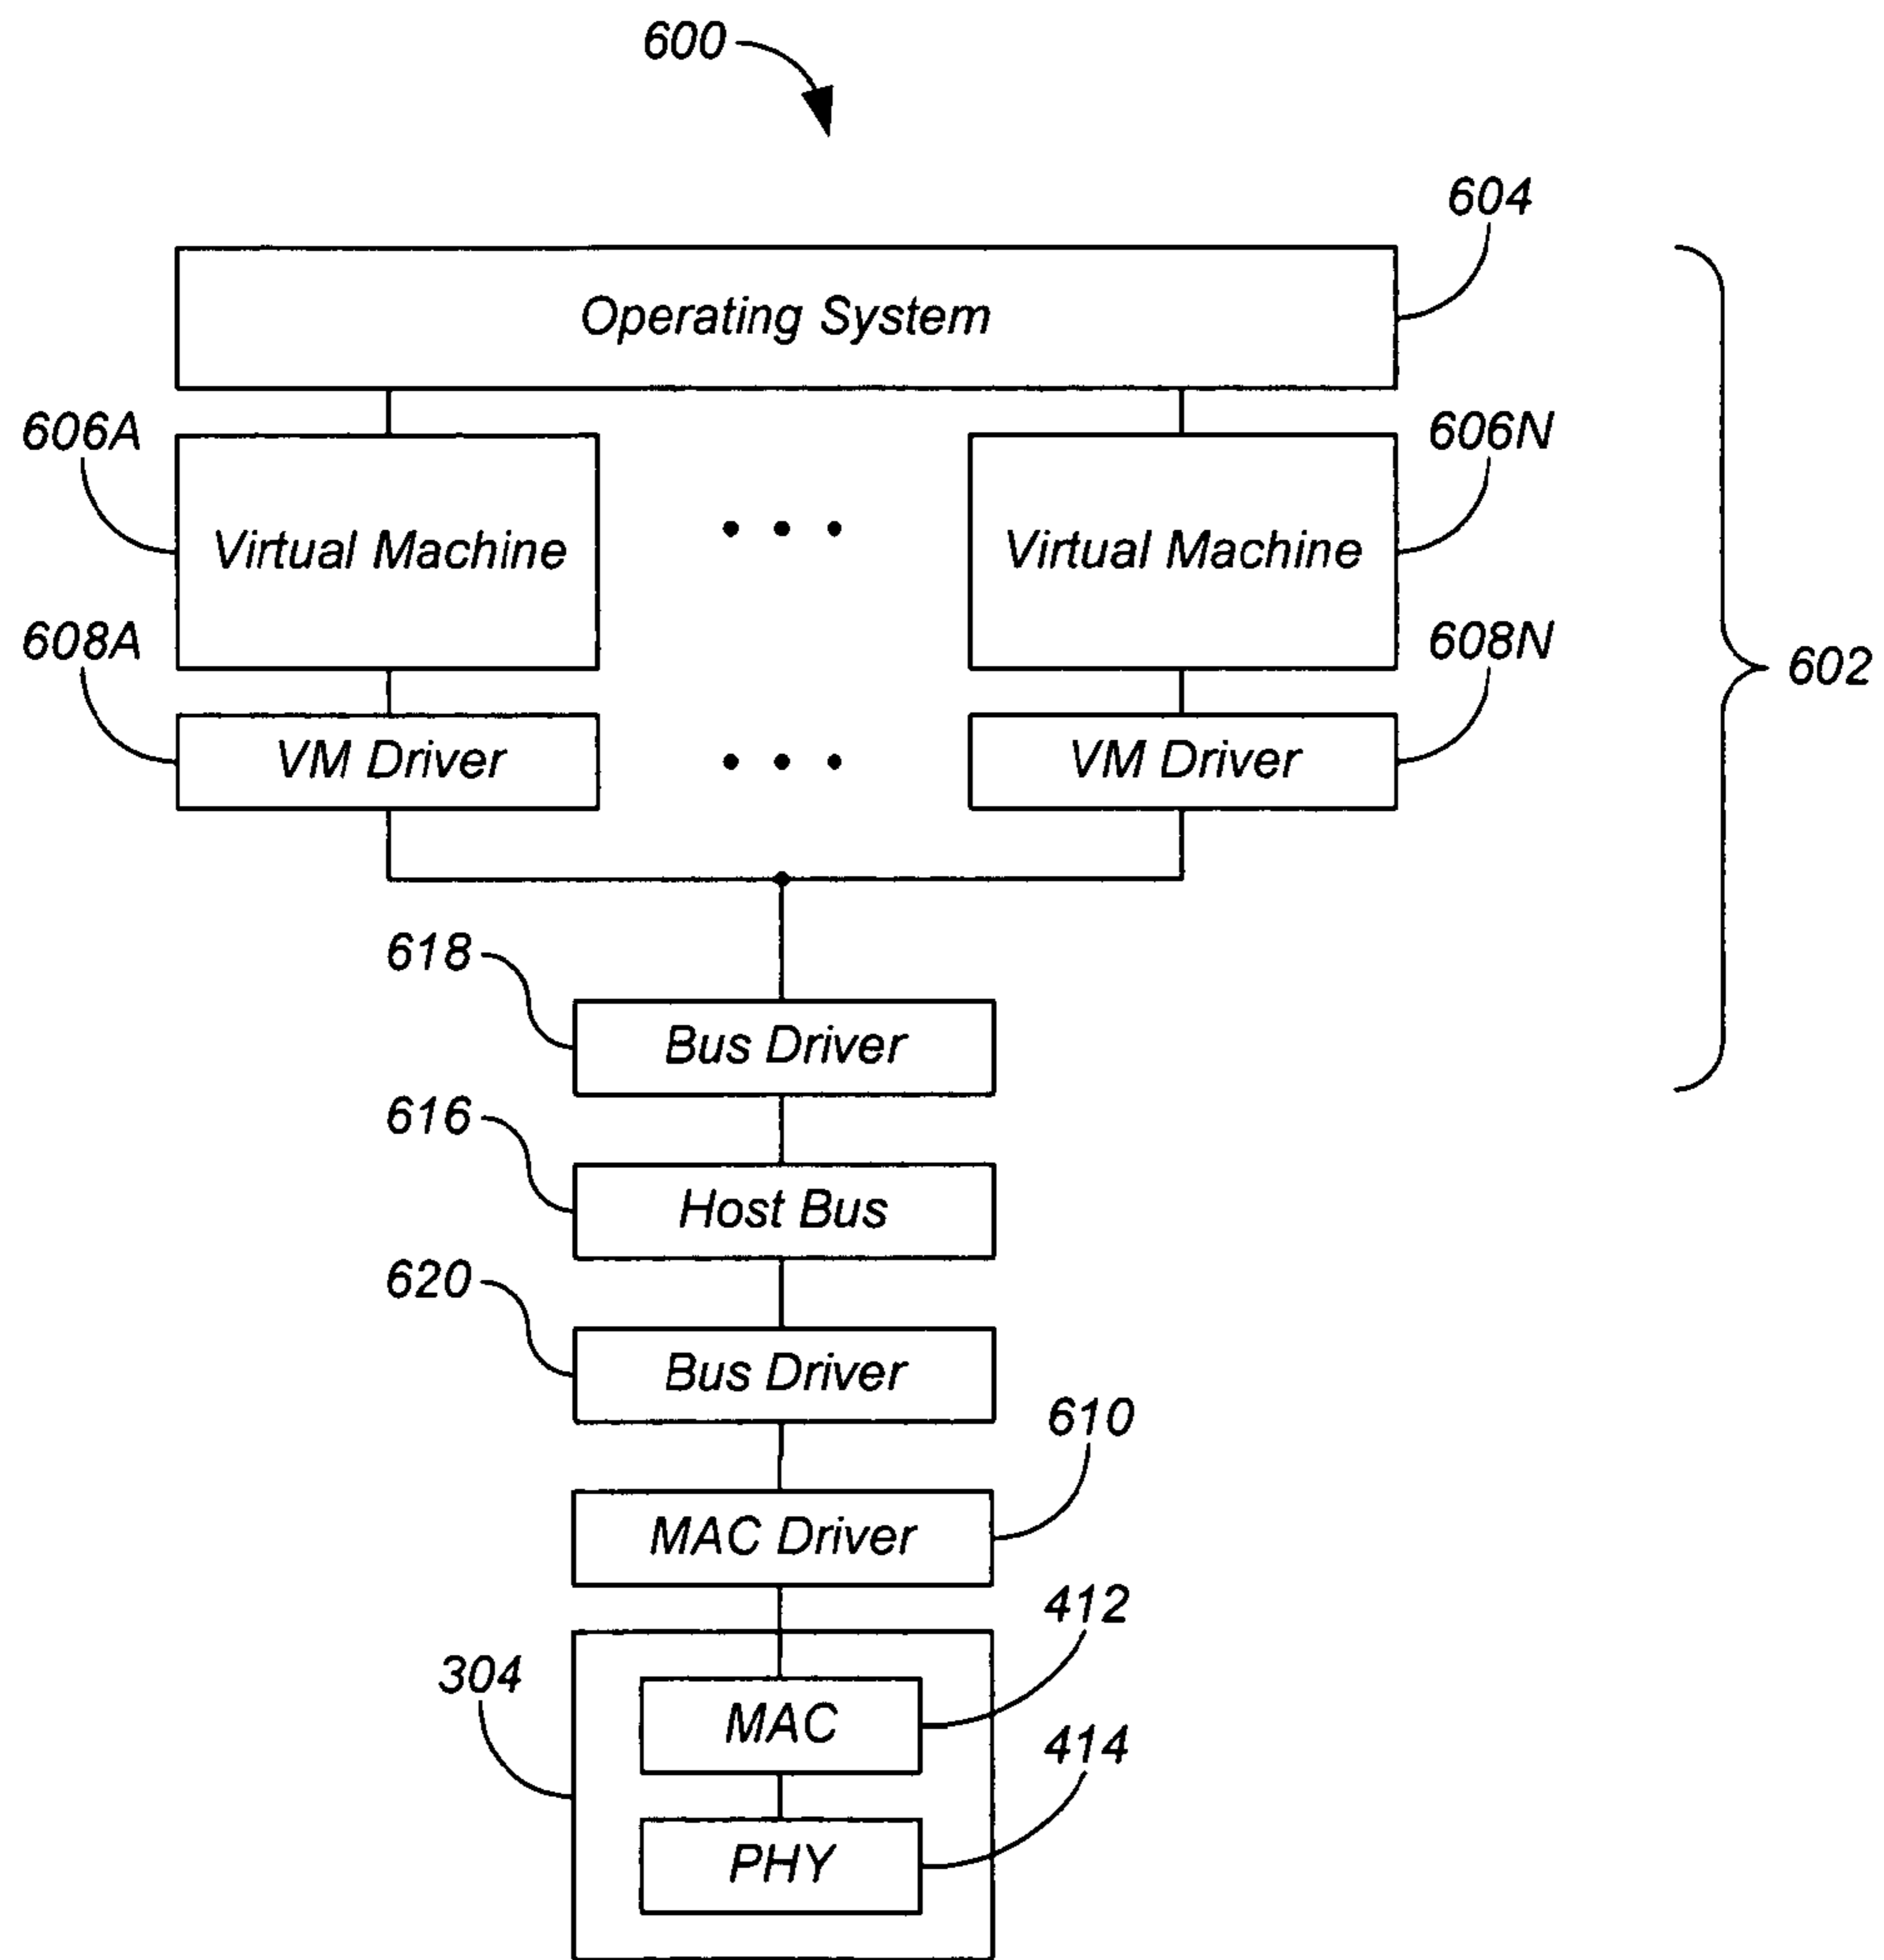 600
604
Operating System
606A
606N
Virtual Machine
Virtual Machine
608A
608N
602
VM Driver
VM Driver
618
Bus Driver
616
Host Bus
620
Bus Driver
610
MAC Driver
412
304
MAC
414
PHY